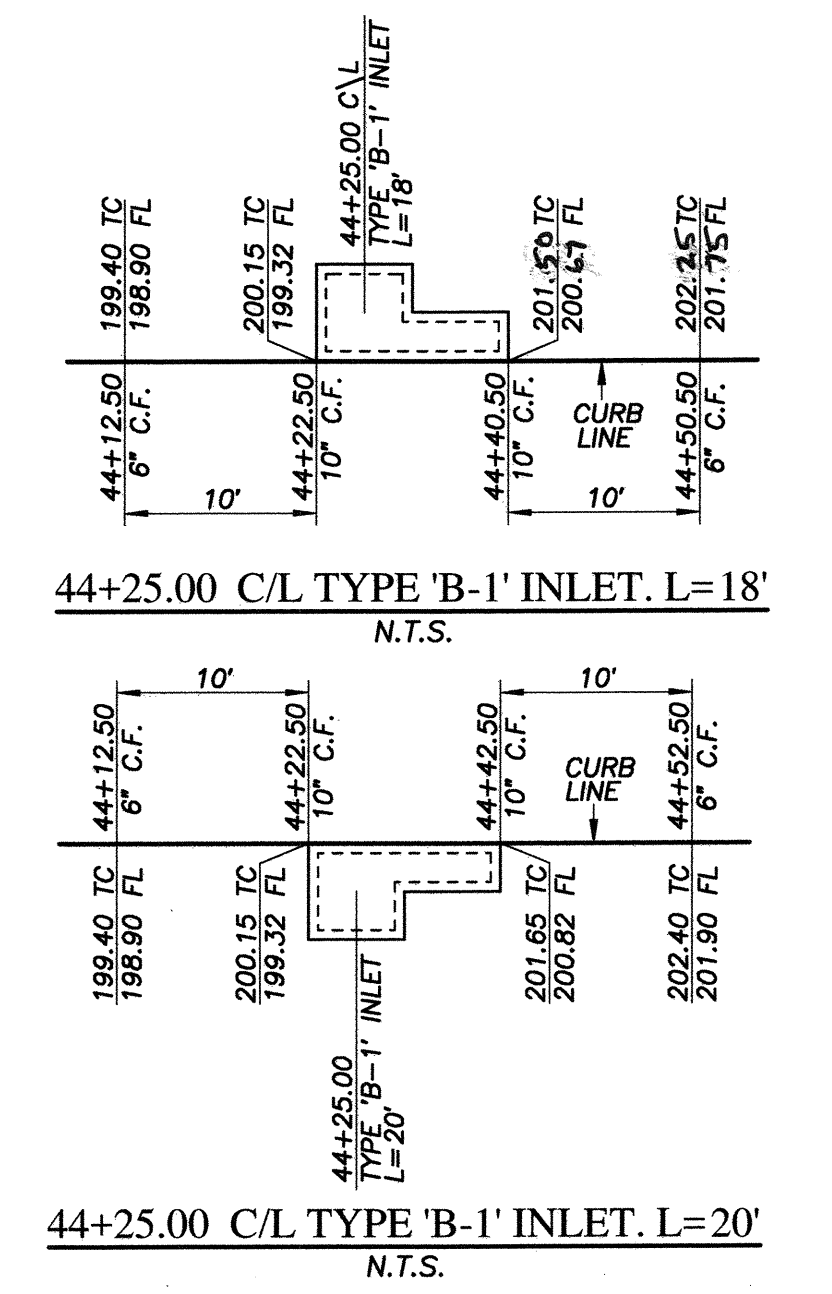 44+25.00 C\L
TYPE 'B-1' INLET
L=18'
199.40 TC
198.90 FL
200.15 TC
199.32 FL
201.50 TC
200.67 FL
202.25 TC
201.75 FL
44+12.50
6" C.F.
44+22.50
10" C.F.
44+40.50
10" C.F.
CURB
LINE
44+50.50
6" C.F.
10'
10'
44+25.00 C/L TYPE 'B-1' INLET. L=18'
N.T.S.
10'
10'
44+12.50
6" C.F.
44+22.50
10" C.F.
44+42.50
10" C.F.
CURB
LINE
44+52.50
6" C.F.
199.40 TC
198.90 FL
200.15 TC
199.32 FL
201.65 TC
200.82 FL
202.40 TC
201.90 FL
44+25.00
TYPE 'B-1' INLET
L=20'
44+25.00 C/L TYPE 'B-1' INLET. L=20'
N.T.S.